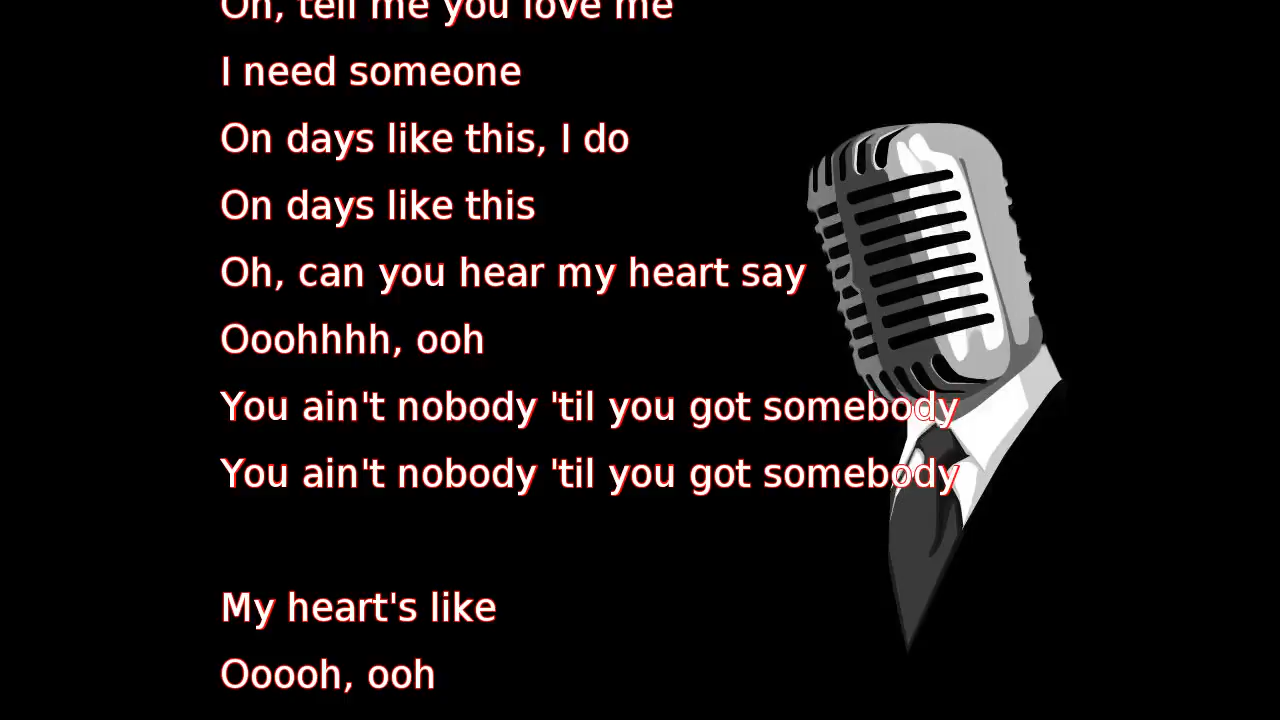 Oh, tell me you love me
I need someone
On days like this, I do
On days like this
Oh, can you hear my heart say
Ooohhhh, ooh
You ain't nobody 'til you got somebody
You ain't nobody 'til you got somebody
My heart's like
Ooooh, ooh